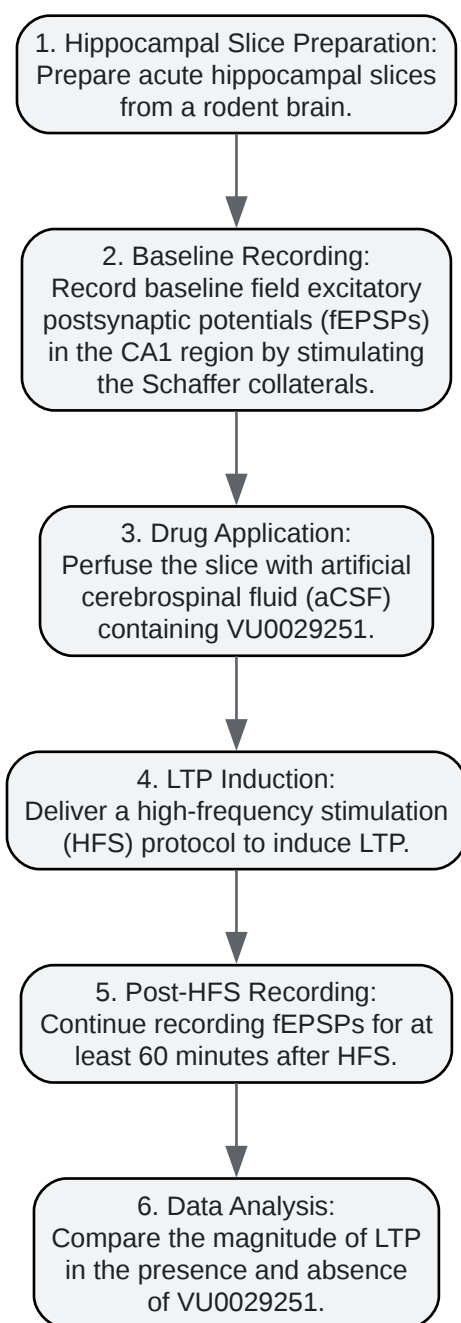 1. Hippocampal Slice Preparation:
Prepare acute hippocampal slices
from a rodent brain.
2. Baseline Recording:
Record baseline field excitatory
postsynaptic potentials (fEPSPs)
in the CA1 region by stimulating
the Schaffer collaterals.
3. Drug Application:
Perfuse the slice with artificial
cerebrospinal fluid (aCSF)
containing VU0029251.
4. LTP Induction:
Deliver a high-frequency stimulation
(HFS) protocol to induce LTP.
5. Post-HFS Recording:
Continue recording fEPSPs for at
least 60 minutes after HFS.
6. Data Analysis:
Compare the magnitude of LTP
in the presence and absence
of VU0029251.